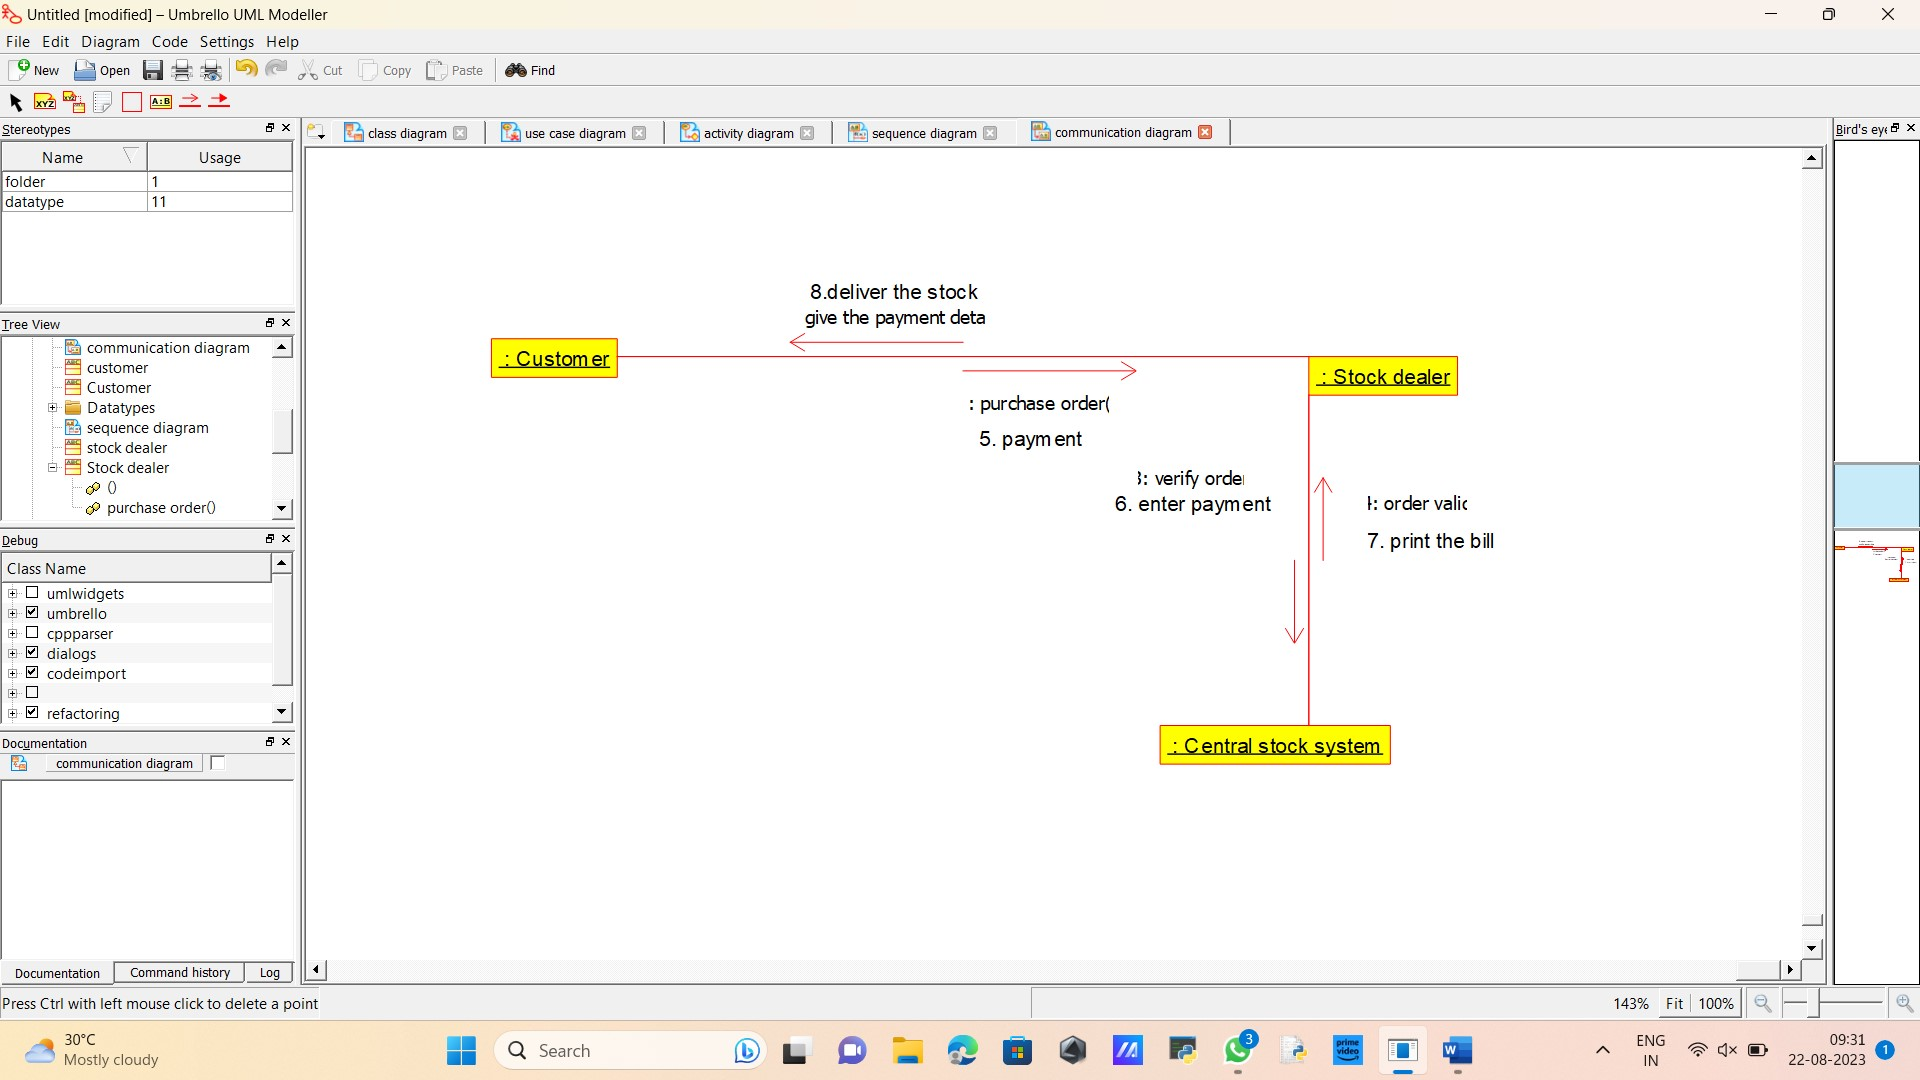 Untitled [modified] – Umbrello UML Modeller
File Edit Diagram Code Settings Help
New Open Cut Copy Paste Find
XYZ A:B
Stereotypes
Name Usage
folder 1
datatype 11
Tree View
communication diagram
customer
Customer
Datatypes
sequence diagram
stock dealer
Stock dealer
()
purchase order()
Debug
Class Name
umlwidgets
umbrello
cppparser
dialogs
codeimport
refactoring
Documentation
communication diagram
Documentation Command history Log
Press Ctrl with left mouse click to delete a point
class diagram use case diagram activity diagram sequence diagram communication diagram
8.deliver the stock
give the payment deta
: Customer
: Stock dealer
: purchase order(
5. payment
: verify orde
6. enter payment
: order valid
7. print the bill
: Central stock system
Bird's eye
143% Fit 100%
30°C
Mostly cloudy
Search
3
prime video
W
ENG
IN
09:31
22-08-2023
1